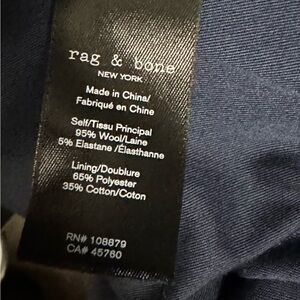 rag & bone
NEW YORK
Made in China/
Fabriqué en Chine
Self/Tissu Principal
95% Wool/Laine
5% Elastane /Élasthanne
Lining/Doublure
65% Polyester
35% Cotton/Coton
RN# 108879
CA# 45760